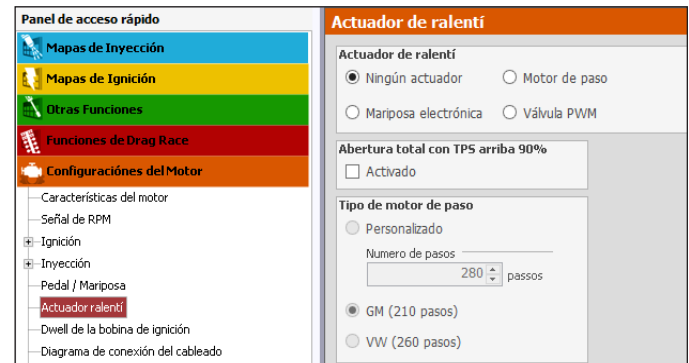 Panel de acceso rápido
Mapas de Inyección
Mapas de Ignición
Otras Funciones
Funciones de Drag Race
Configuraciónes del Motor
Características del motor
Señal de RPM
Ignición
Inyección
Pedal / Mariposa
Actuador ralentí
Dwell de la bobina de ignición
Diagrama de conexión del cableado
Actuador de ralentí
Actuador de ralentí
Ningún actuador
Motor de paso
Mariposa electrónica
Válvula PWM
Abertura total con TPS arriba 90%
Activado
Tipo de motor de paso
Personalizado
Numero de pasos
280 passos
GM (210 pasos)
VW (260 pasos)